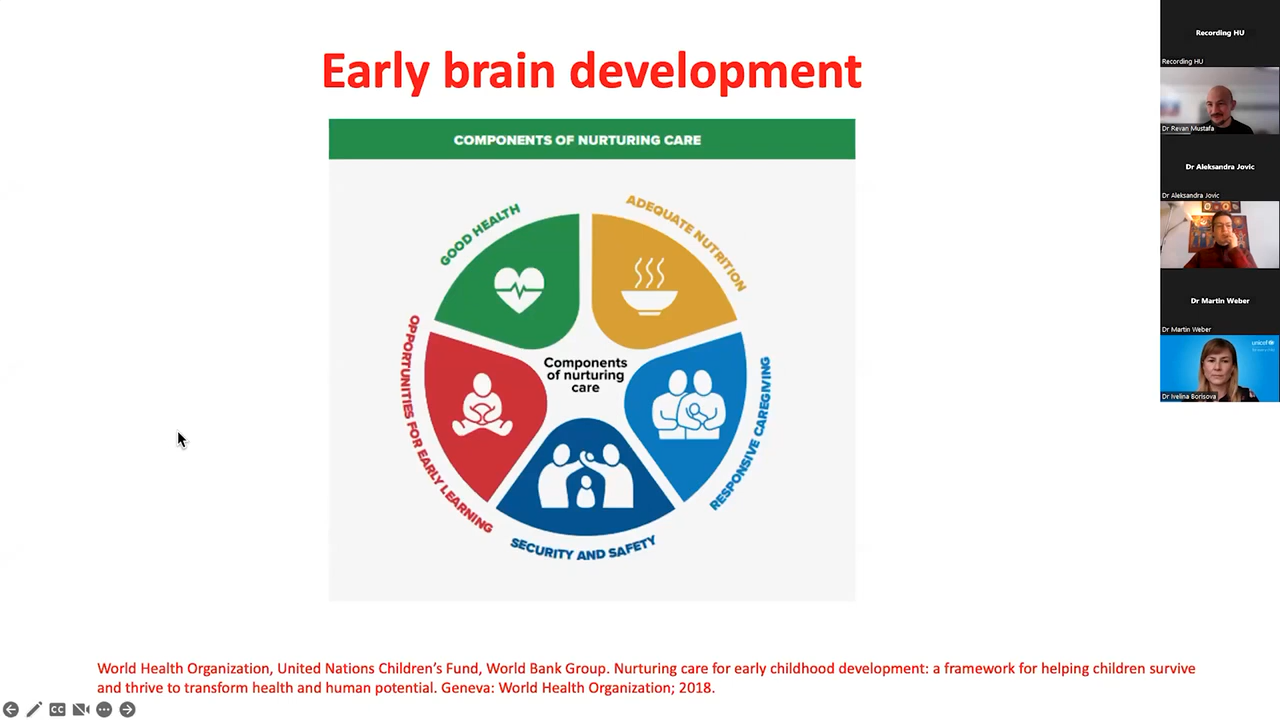 Early brain development
COMPONENTS OF NURTURING CARE
GOOD HEALTH
ADEQUATE NUTRITION
OPPORTUNITIES FOR EARLY LEARNING
Components
of nurturing
care
RESPONSIVE CAREGIVING
SECURITY AND SAFETY
World Health Organization, United Nations Children's Fund, World Bank Group. Nurturing care for early childhood development: a framework for helping children survive
and thrive to transform health and human potential. Geneva: World Health Organization; 2018.
CC
Recording HU
Recording HU
Dr Revan Mustafa
Dr Aleksandra Jovic
Dr Aleksandra Jovic
Dr Martin Weber
Dr Martin Weber
unicef
Dr Ivelina Borisova